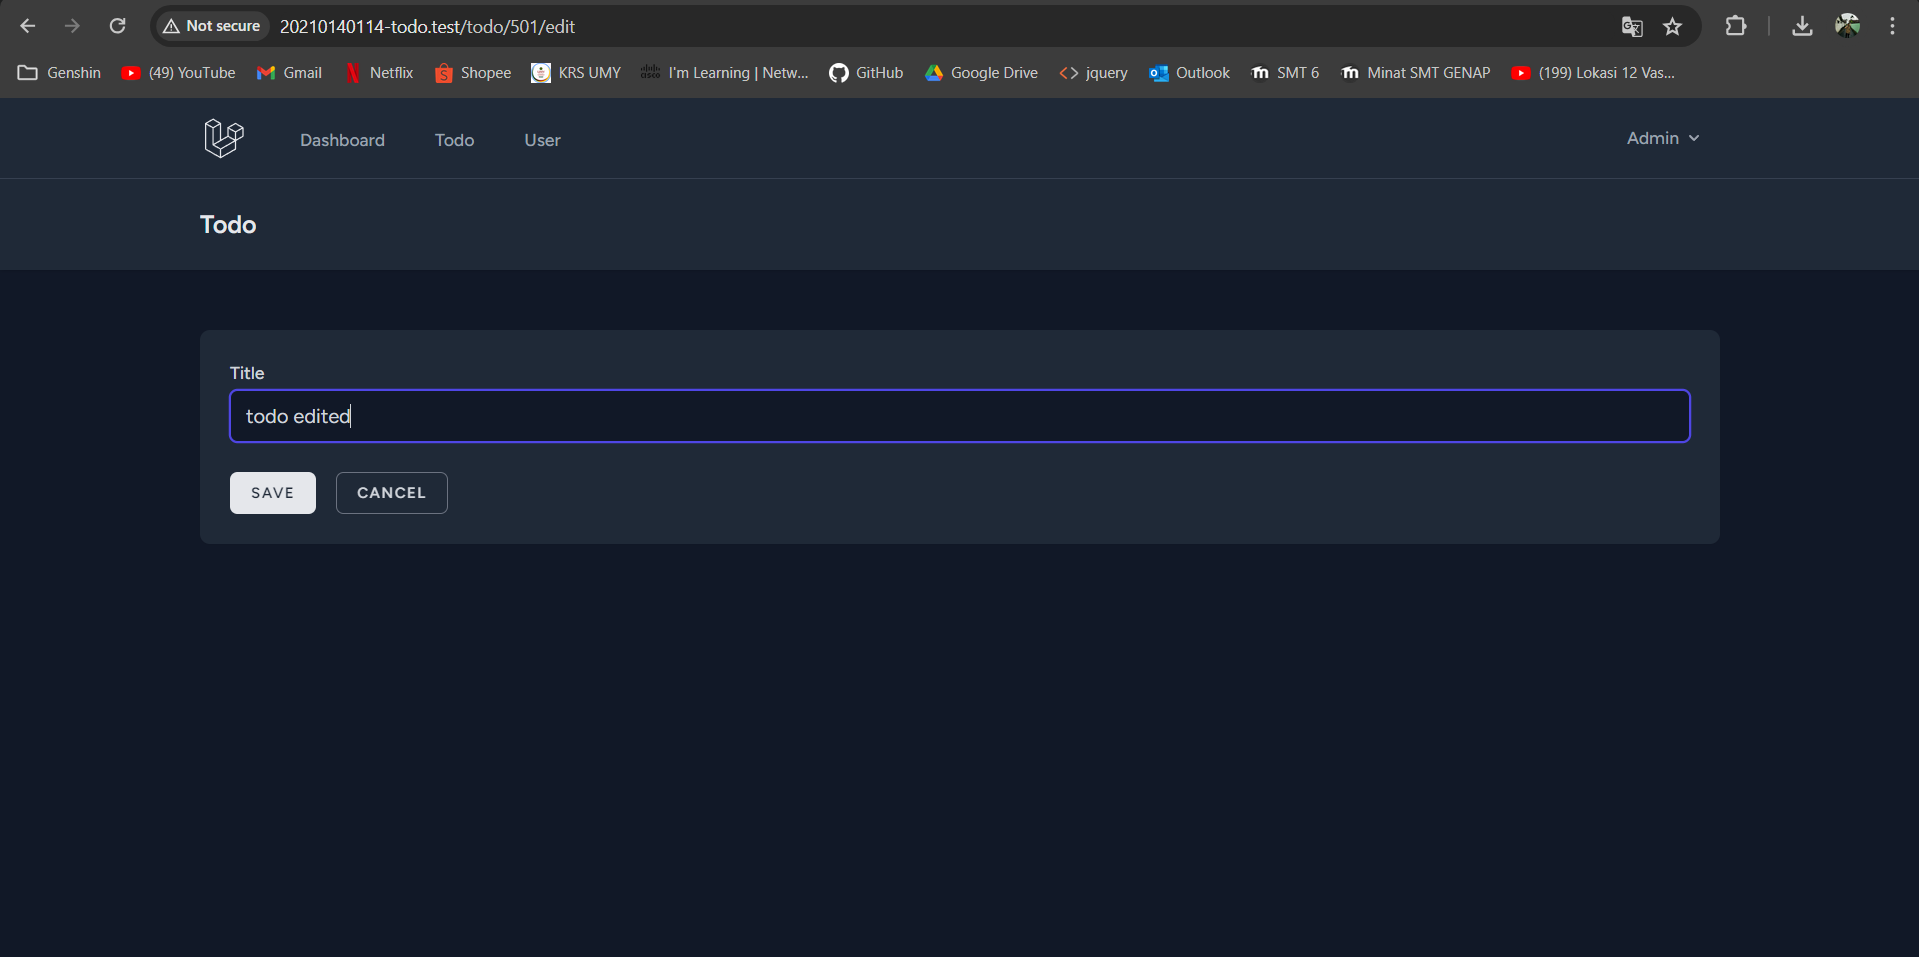 Not secure 20210140114-todo.test/todo/501/edit
Genshin (49) YouTube Gmail Netflix Shopee KRS UMY I'm Learning | Netw... GitHub Google Drive jquery Outlook SMT 6 Minat SMT GENAP (199) Lokasi 12 Vas...
Dashboard Todo User Admin
Todo
Title
todo edited
SAVE CANCEL